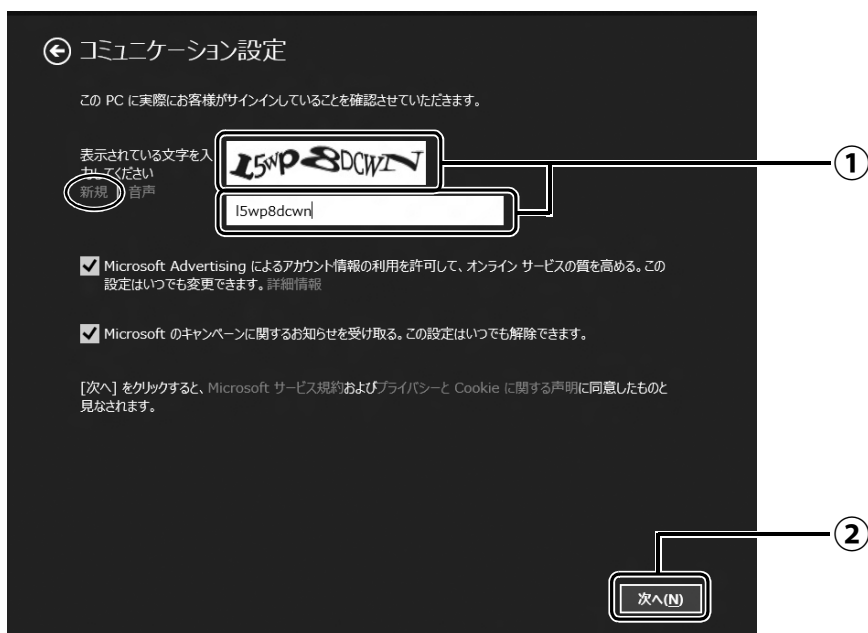 コミュニケーション設定
この PC に実際にお客様がサインインしていることを確認させていただきます。
表示されている文字を入
力してください
新規 音声
L5WP8DCWN
l5wp8dcwn
①
Microsoft Advertising によるアカウント情報の利用を許可して、オンライン サービスの質を高める。この
設定はいつでも変更できます。詳細情報
Microsoft のキャンペーンに関するお知らせを受け取る。この設定はいつでも解除できます。
[次へ] をクリックすると、Microsoft サービス規約およびプライバシーと Cookie に関する声明に同意したものと
見なされます。
②
次へ(N)